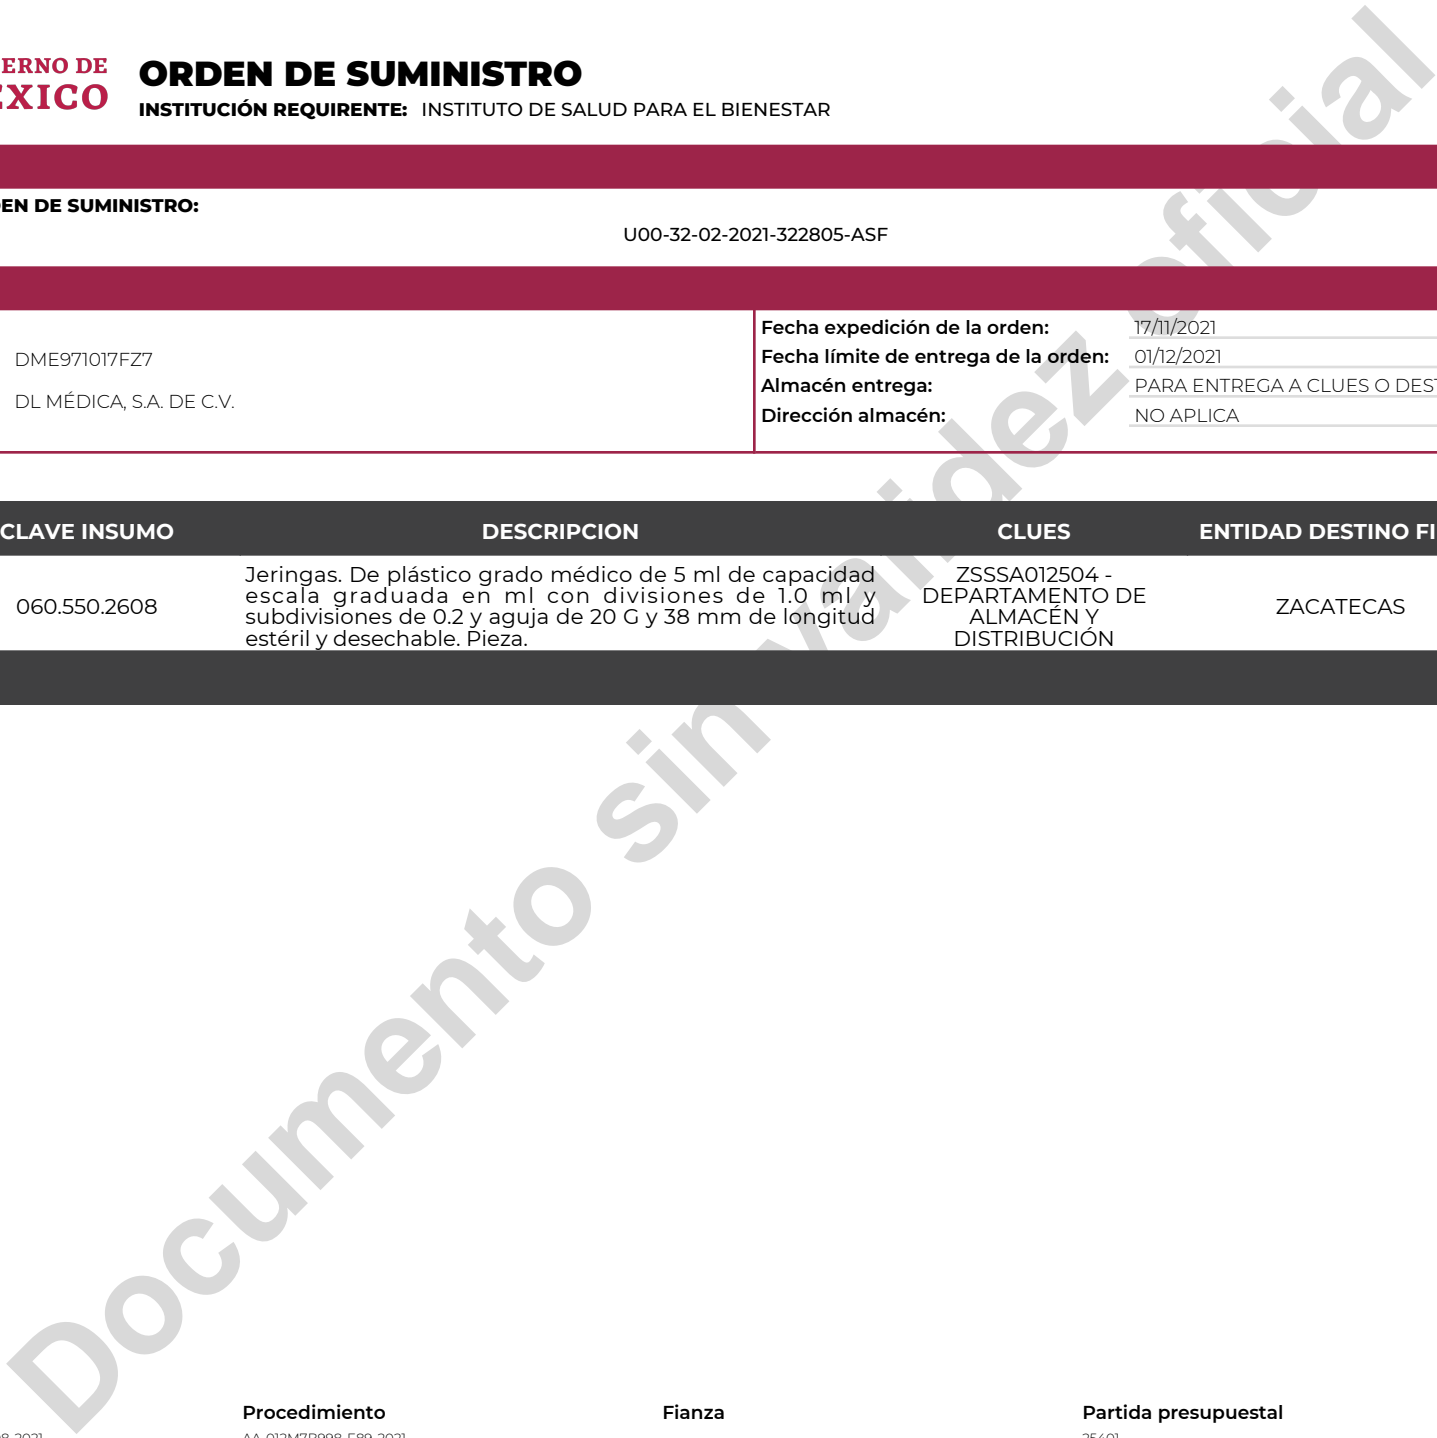 ERNO DE
EXICO
ORDEN DE SUMINISTRO
INSTITUCIÓN REQUIRENTE: INSTITUTO DE SALUD PARA EL BIENESTAR
EN DE SUMINISTRO:
U00-32-02-2021-322805-ASF
DME971017FZ7
DL MÉDICA, S.A. DE C.V.
Fecha expedición de la orden: 17/11/2021
Fecha límite de entrega de la orden: 01/12/2021
Almacén entrega: PARA ENTREGA A CLUES O DEST
Dirección almacén: NO APLICA
CLAVE INSUMO DESCRIPCION CLUES ENTIDAD DESTINO FI
060.550.2608
Jeringas. De plástico grado médico de 5 ml de capacidad
escala graduada en ml con divisiones de 1.0 ml y
subdivisiones de 0.2 y aguja de 20 G y 38 mm de longitud
estéril y desechable. Pieza.
ZSSSA012504 -
DEPARTAMENTO DE
ALMACÉN Y
DISTRIBUCIÓN
ZACATECAS
Documento sin validez oficial
Procedimiento Fianza Partida presupuestal